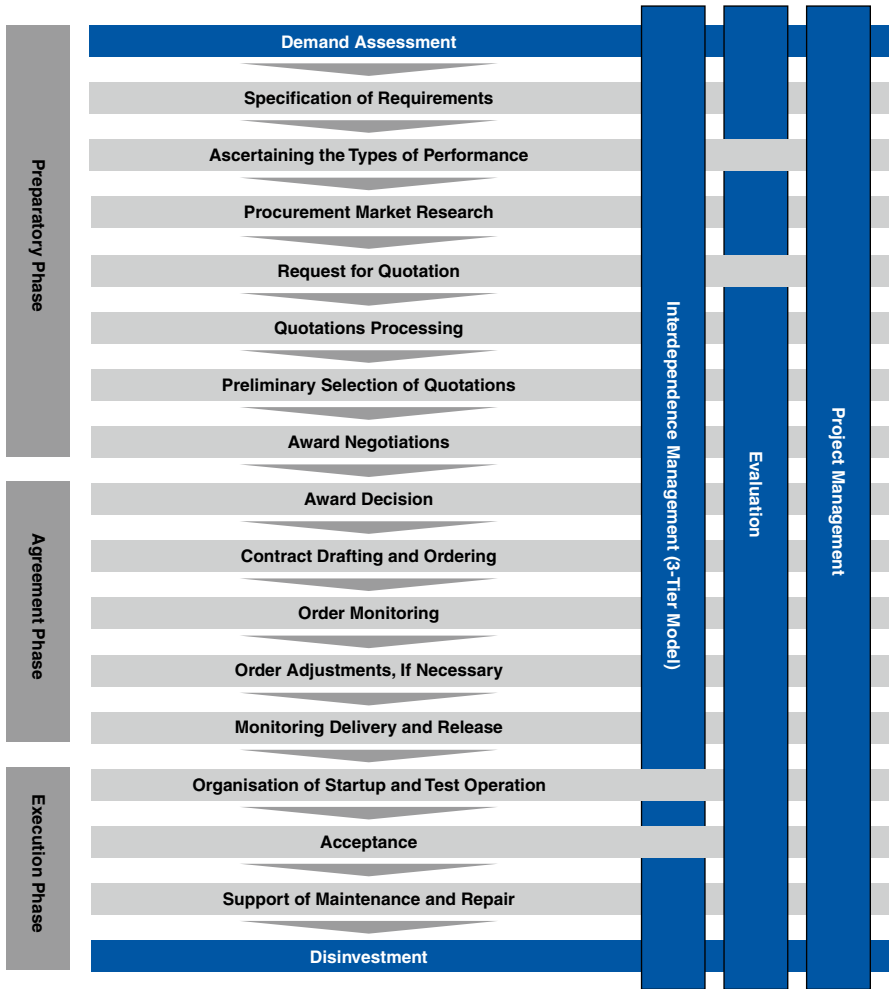 Demand Assessment
Specification of Requirements
Ascertaining the Types of Performance
Procurement Market Research
Request for Quotation
Quotations Processing
Preliminary Selection of Quotations
Award Negotiations
Award Decision
Contract Drafting and Ordering
Order Monitoring
Order Adjustments, If Necessary
Monitoring Delivery and Release
Organisation of Startup and Test Operation
Acceptance
Support of Maintenance and Repair
Disinvestment
Preparatory Phase
Agreement Phase
Execution Phase
Interdependence Management (3-Tier Model)
Evaluation
Project Management